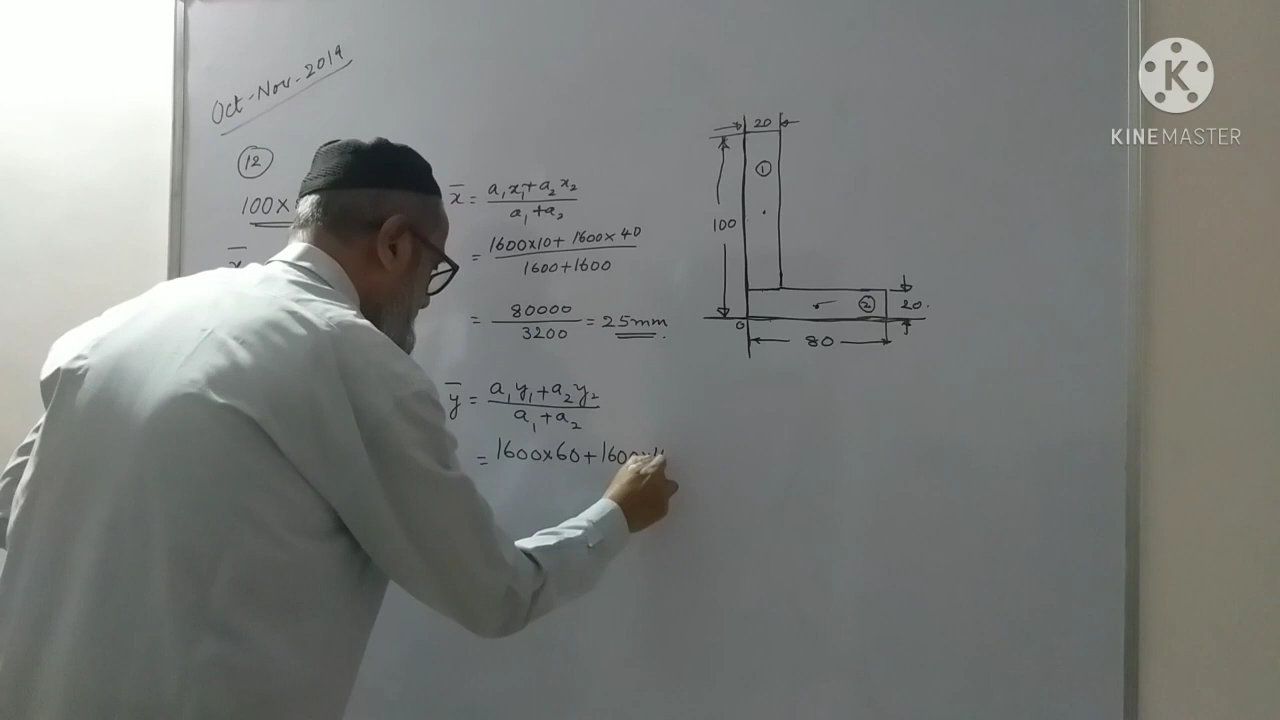 Oct-Nov-2019
12
100×
x̄
x̄ = a₁x₁+a₂x₂
a₁+a₂
= 1600×10+1600×40
1600+1600
= 80000
3200
= 25mm.
ȳ = a₁y₁+a₂y₂
a₁+a₂
= 1600×60+1600×
20
1
100
2
20.
0
80
K
KINEMASTER